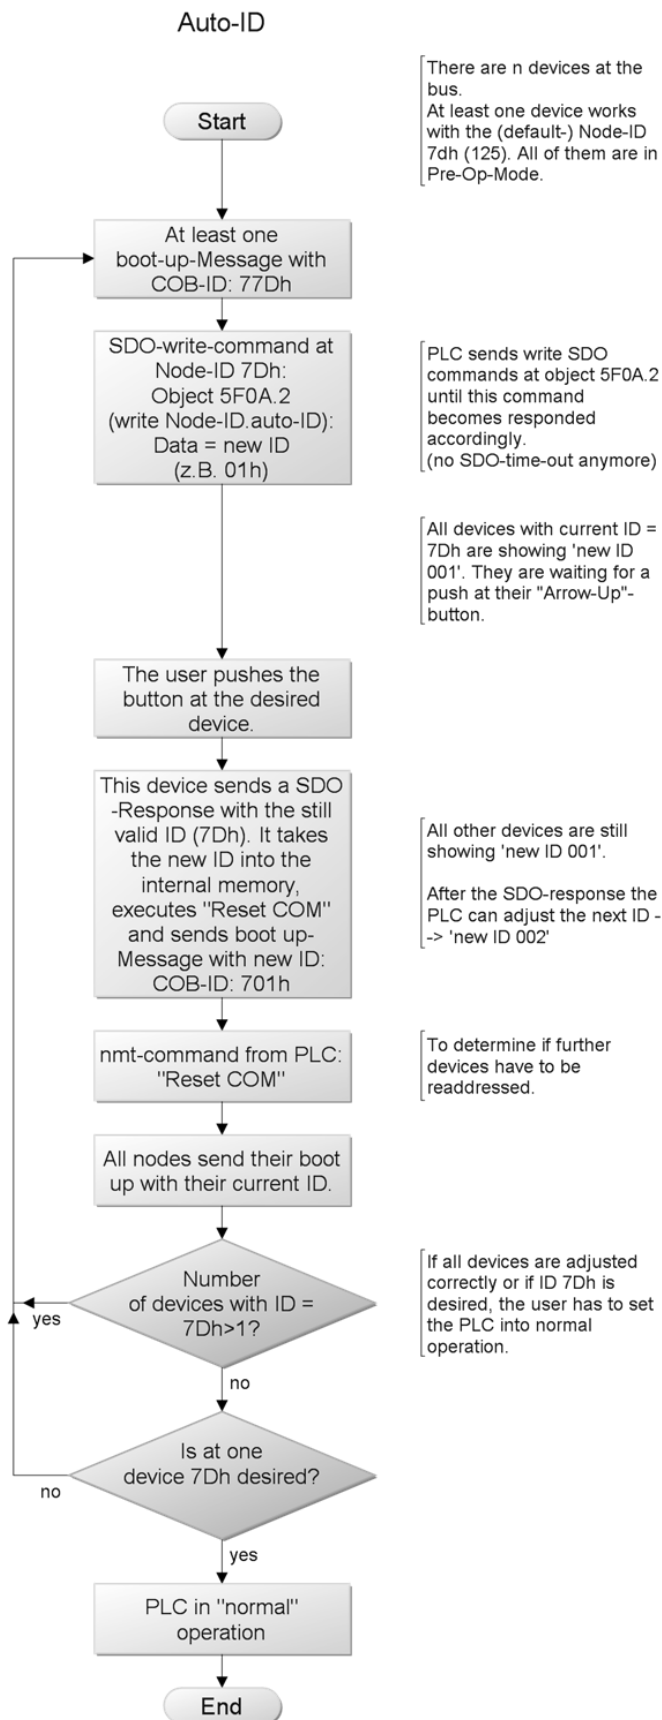 Auto-ID
There are n devices at the
bus.
At least one device works
with the (default-) Node-ID
7dh (125). All of them are in
Pre-Op-Mode.
Start
At least one
boot-up-Message with
COB-ID: 77Dh
SDO-write-command at
Node-ID 7Dh:
Object 5F0A.2
(write Node-ID.auto-ID):
Data = new ID
(z.B. 01h)
PLC sends write SDO
commands at object 5F0A.2
until this command
becomes responded
accordingly.
(no SDO-time-out anymore)
All devices with current ID =
7Dh are showing 'new ID
001'. They are waiting for a
push at their "Arrow-Up"-
button.
The user pushes the
button at the desired
device.
This device sends a SDO
-Response with the still
valid ID (7Dh). It takes
the new ID into the
internal memory,
executes "Reset COM"
and sends boot up-
Message with new ID:
COB-ID: 701h
All other devices are still
showing 'new ID 001'.
After the SDO-response the
PLC can adjust the next ID -
-> 'new ID 002'
nmt-command from PLC:
"Reset COM"
To determine if further
devices have to be
readdressed.
All nodes send their boot
up with their current ID.
Number
of devices with ID =
7Dh>1?
yes
If all devices are adjusted
correctly or if ID 7Dh is
desired, the user has to set
the PLC into normal
operation.
no
Is at one
device 7Dh desired?
no
yes
PLC in "normal"
operation
End